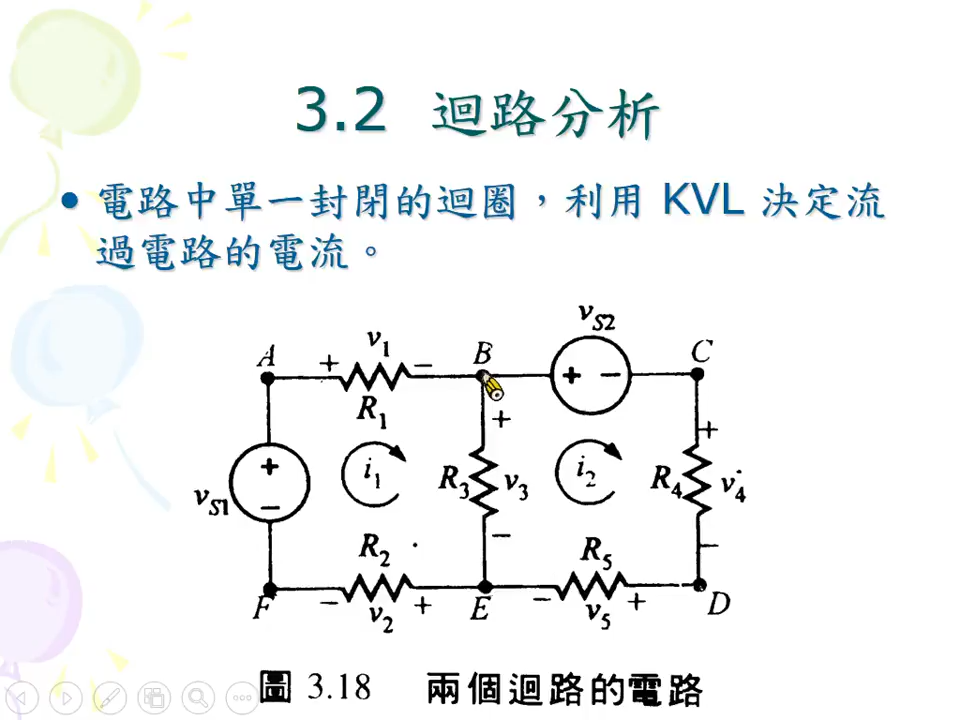 3.2 迴路分析
• 電路中單一封閉的迴圈，利用 KVL 決定流
過電路的電流。
vS2
A + v1 − B C
R1
+ − + +
+ i1 R3 v3 i2 R4 v4
vS1 −
R2 − R5 −
F − v2 + E − v5 + D
圖 3.18 兩個迴路的電路